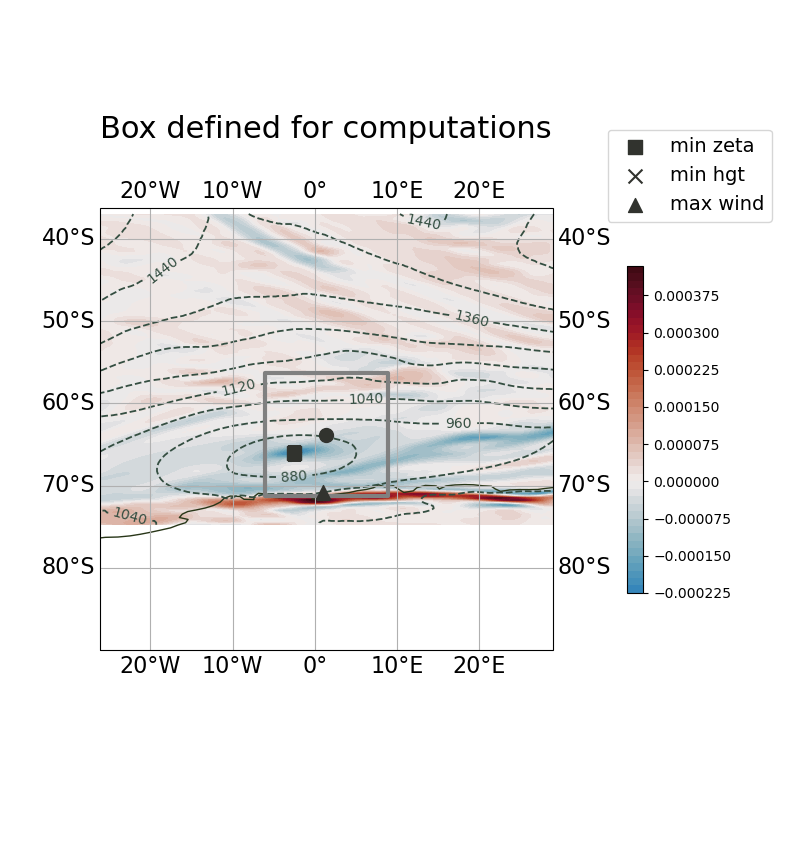 Box defined for computations
min zeta
min hgt
max wind
20°W 10°W 0° 10°E 20°E
40°S
40°S
50°S
50°S
60°S
60°S
70°S
70°S
80°S
80°S
1440
1440
1360
1120
1040
960
880
1040
20°W 10°W 0° 10°E 20°E
0.000375
0.000300
0.000225
0.000150
0.000075
0.000000
−0.000075
−0.000150
−0.000225